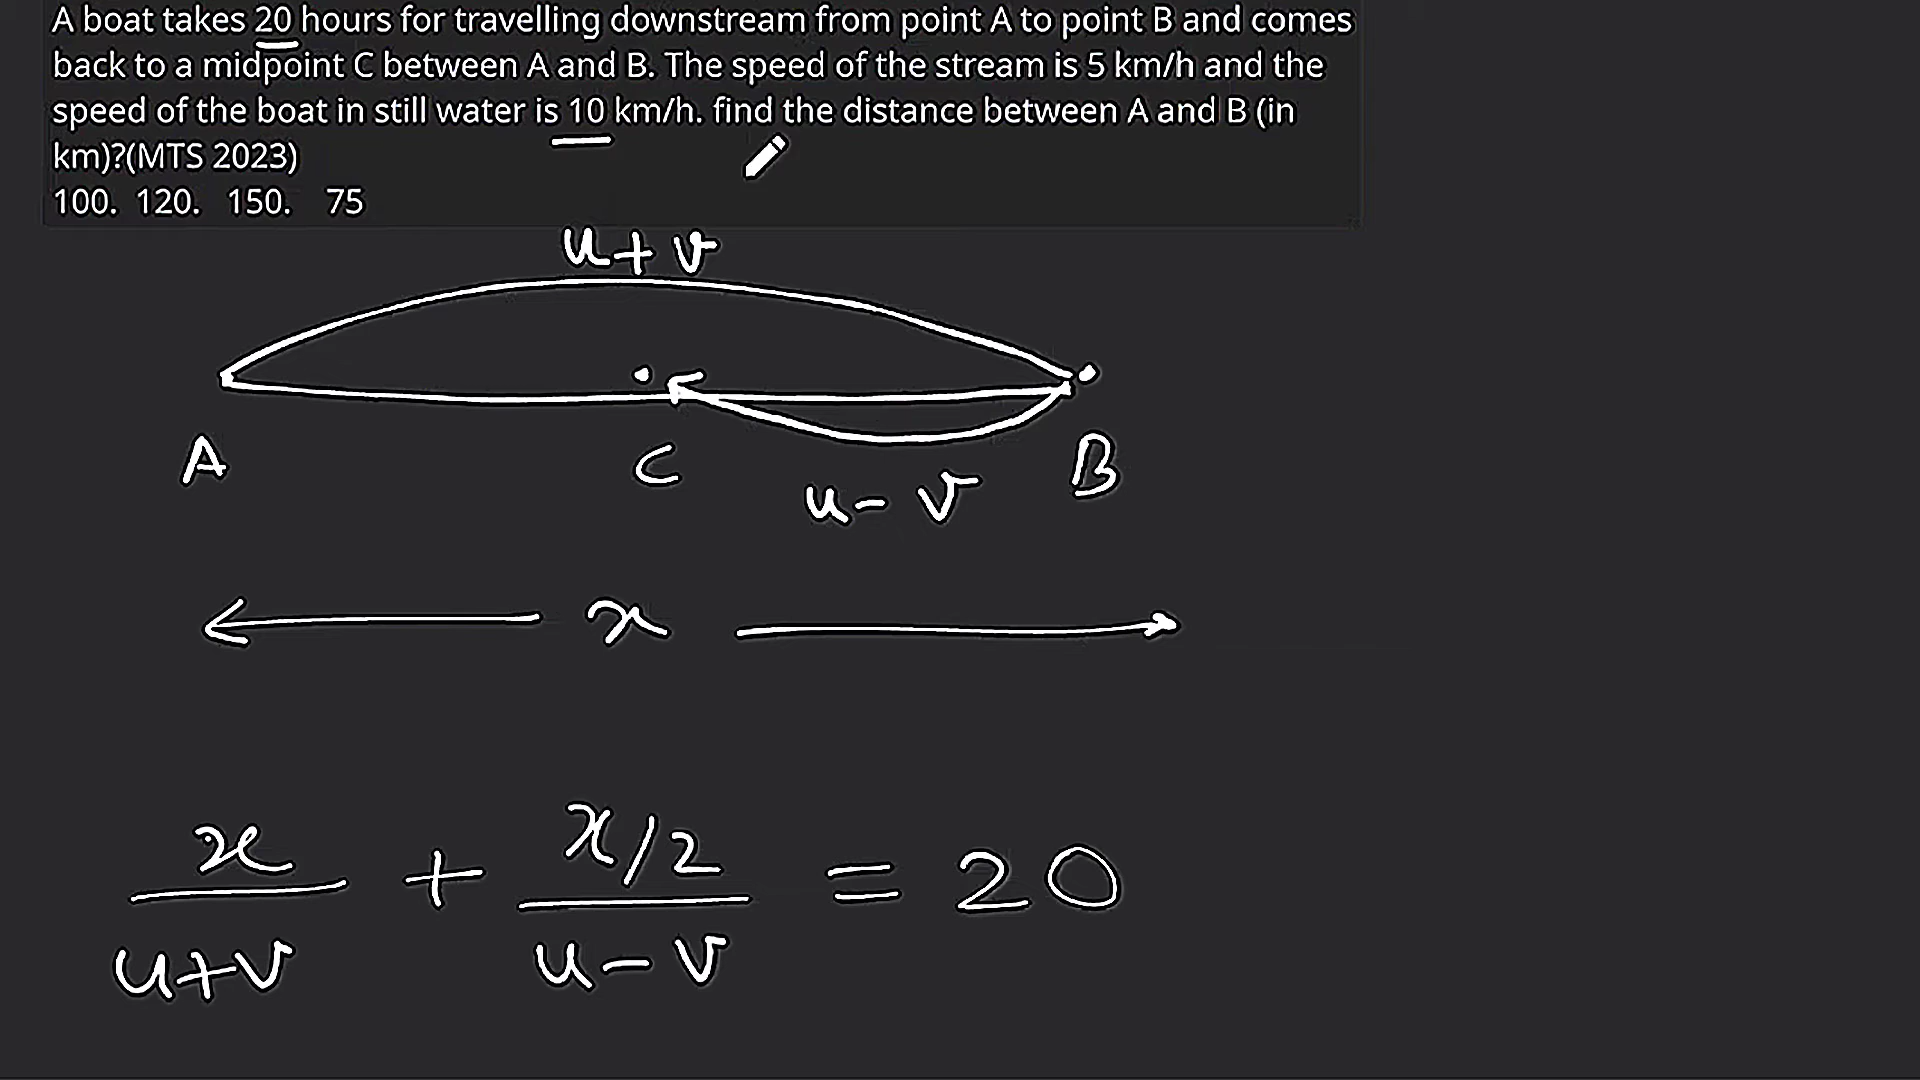 A boat takes 20 hours for travelling downstream from point A to point B and comes
back to a midpoint C between A and B. The speed of the stream is 5 km/h and the
speed of the boat in still water is 10 km/h. find the distance between A and B (in
km)?(MTS 2023)
100. 120. 150. 75
u + v
A C B
u - v
x
x/(u+v) + (x/2)/(u-v) = 20